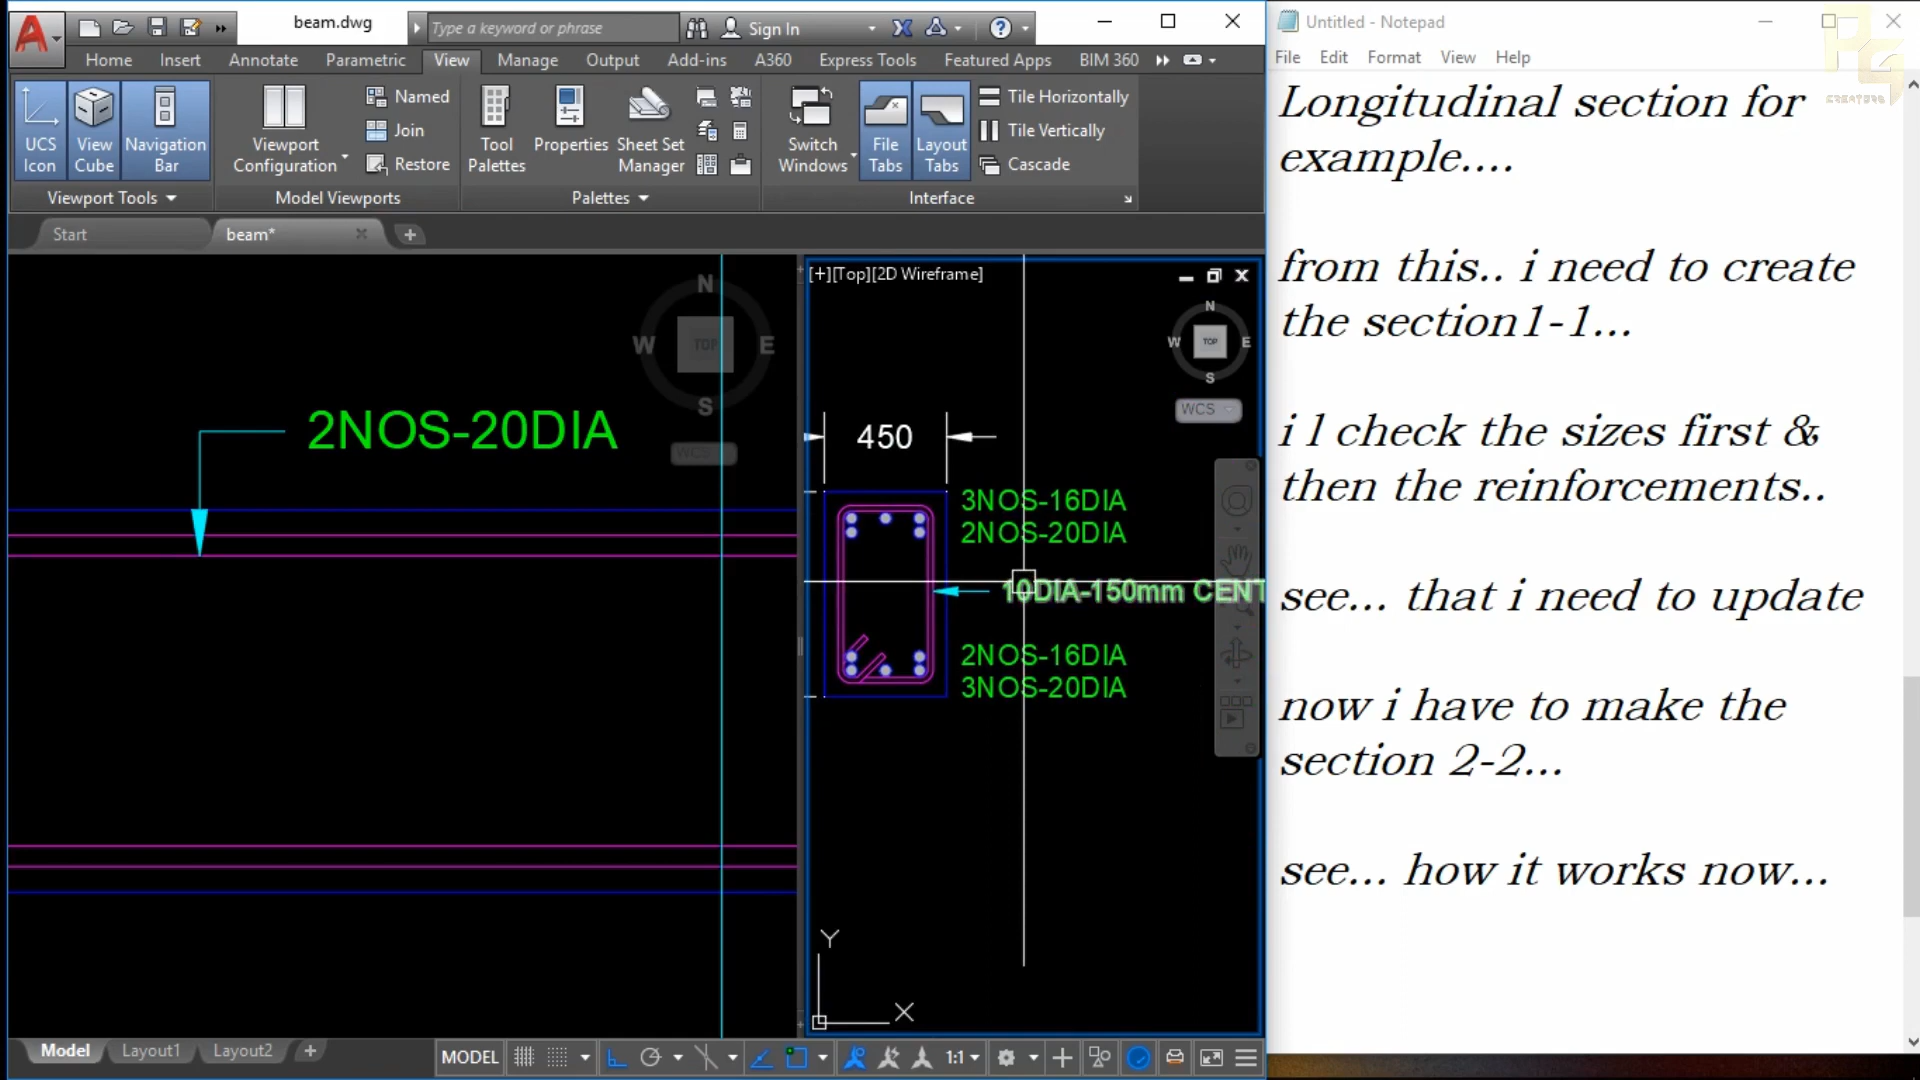 beam.dwg
Type a keyword or phrase
Sign In
Home Insert Annotate Parametric View Manage Output Add-ins A360 Express Tools Featured Apps BIM 360
UCS Icon
View Cube
Navigation Bar
Viewport Configuration
Named
Join
Restore
Tool Palettes
Properties
Sheet Set Manager
Switch Windows
File Tabs
Layout Tabs
Tile Horizontally
Tile Vertically
Cascade
Viewport Tools
Model Viewports
Palettes
Interface
Start
beam*
[+][Top][2D Wireframe]
N
W TOP E
S
WCS
N
W TOP E
S
WCS
2NOS-20DIA
450
3NOS-16DIA
2NOS-20DIA
10DIA-150mm CENT
2NOS-16DIA
3NOS-20DIA
Y
X
Model Layout1 Layout2
MODEL
1:1
Untitled - Notepad
File Edit Format View Help
PG
CREATORS
Longitudinal section for
example....
from this.. i need to create
the section1-1...
i l check the sizes first &
then the reinforcements..
see... that i need to update
now i have to make the
section 2-2...
see... how it works now...